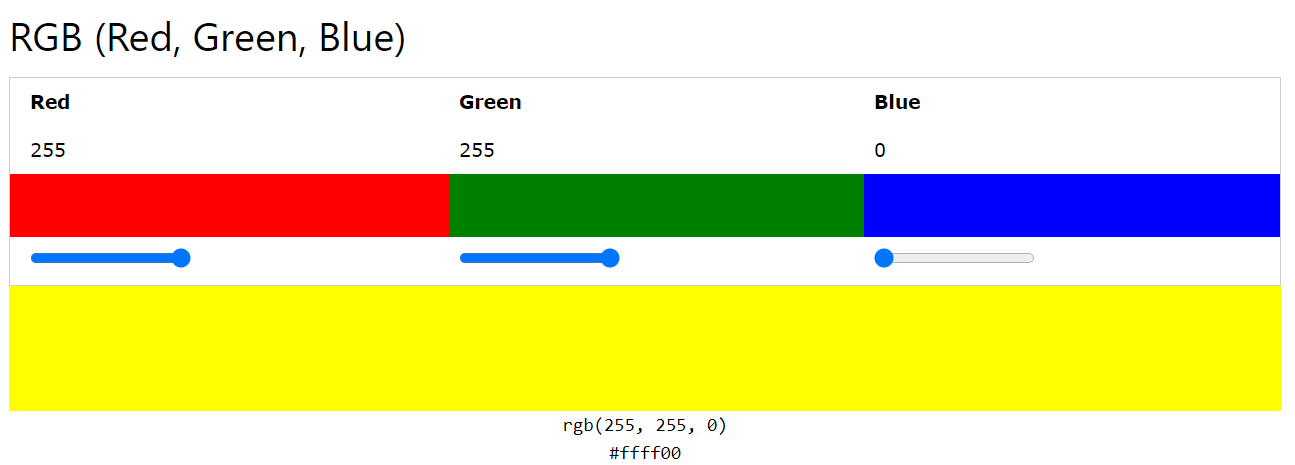 RGB (Red, Green, Blue)
Red Green Blue
255 255 0
rgb(255, 255, 0)
#ffff00